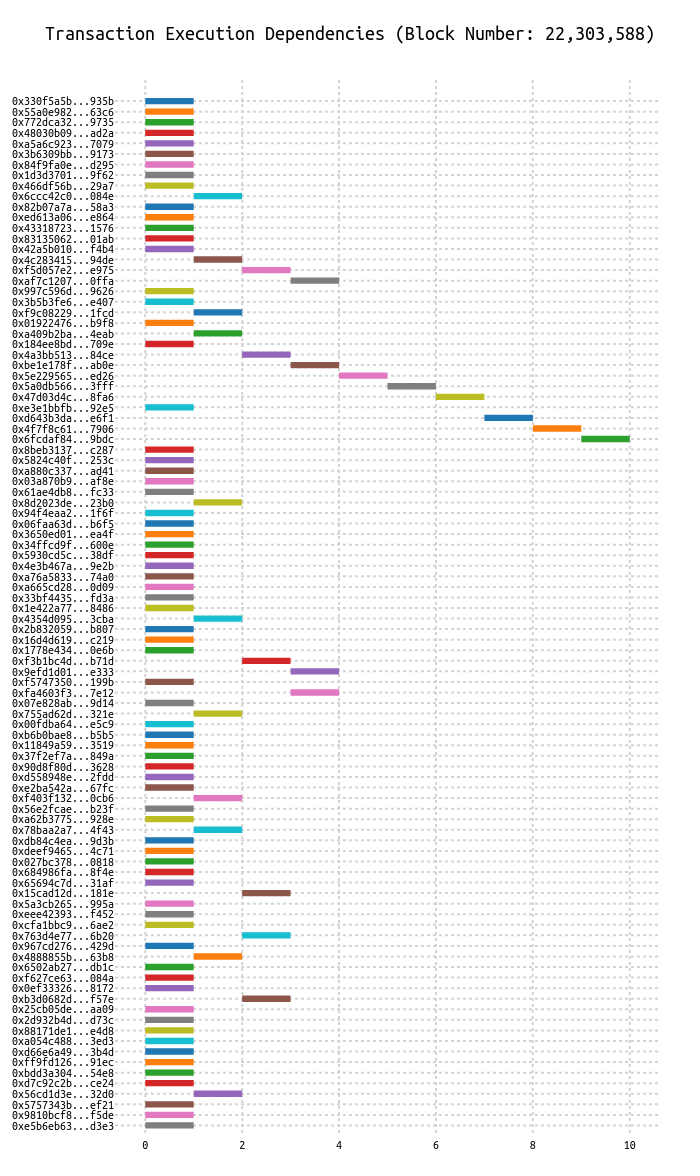 Transaction Execution Dependencies (Block Number: 22,303,588)
0x330f5a5b...935b
0x55a0e982...63c6
0x772dca32...9735
0x48030b09...ad2a
0xa5a6c923...7079
0x3b6309bb...9173
0x84f9fa0e...d295
0x1d3d3701...9f62
0x466df56b...29a7
0x6ccc42c0...084e
0x82b07a7a...58a3
0xed613a06...e864
0x43318723...1576
0x83135062...01ab
0x42a5b010...f4b4
0x4c283415...94de
0xf5d057e2...e975
0xaf7c1207...0ffa
0x997c596d...9626
0x3b5b3fe6...e407
0xf9c08229...1fcd
0x01922476...b9f8
0xa409b2ba...4eab
0x184ee8bd...709e
0x4a3bb513...84ce
0xbe1e178f...ab0e
0x5e229565...ed26
0x5a0db566...3fff
0x47d03d4c...8fa6
0xe3e1bbfb...92e5
0xd643b3da...e6f1
0x4f7f8c61...7906
0x6fcdaf84...9bdc
0x8beb3137...c287
0x5824c40f...253c
0xa880c337...ad41
0x03a870b9...af8e
0x61ae4db8...fc33
0x8d2023de...23b0
0x94f4eaa2...1f6f
0x06faa63d...b6f5
0x3650ed01...ea4f
0x34ffcd9f...600e
0x5930cd5c...38df
0x4e3b467a...9e2b
0xa76a5833...74a0
0xa665cd28...0d09
0x33bf4435...fd3a
0x1e422a77...8486
0x4354d095...3cba
0x2b832059...b807
0x16d4d619...c219
0x1778e434...0e6b
0xf3b1bc4d...b71d
0x9efd1d01...e333
0xf5747350...199b
0xfa4603f3...7e12
0x07e828ab...9d14
0x755ad62d...321e
0x00fdba64...e5c9
0xb6b0bae8...b5b5
0x11849a59...3519
0x37f2ef7a...849a
0x90d8f80d...3628
0xd558948e...2fdd
0xe2ba542a...67fc
0xf403f132...0cb6
0x56e2fcae...b23f
0xa62b3775...928e
0x78baa2a7...4f43
0xdb84c4ea...9d3b
0xdeef9465...4c71
0x027bc378...0818
0x684986fa...8f4e
0x65694c7d...31af
0x15cad12d...181e
0x5a3cb265...995a
0xeee42393...f452
0xcfa1bbc9...6ae2
0x763d4e77...6b20
0x967cd276...429d
0x4888855b...63b8
0x6502ab27...db1c
0xf627ce63...084a
0x0ef33326...8172
0xb3d0682d...f57e
0x25cb05de...aa09
0x2d932b4d...d73c
0x88171de1...e4d8
0xa054c488...3ed3
0xd66e6a49...3b4d
0xff9fd126...91ec
0xbdd3a304...54e8
0xd7c92c2b...ce24
0x56cd1d3e...32d0
0x5757343b...ef21
0x9810bcf8...f5de
0xe5b6eb63...d3e3
0 2 4 6 8 10